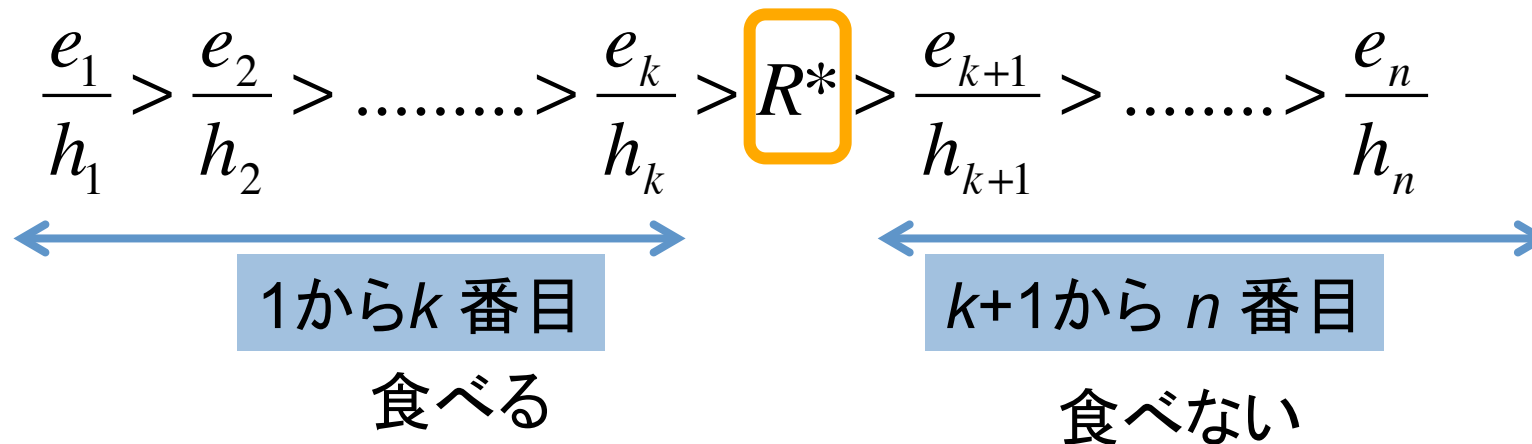 e₁/h₁ > e₂/h₂ > ......... > eₖ/hₖ > R* > eₖ₊₁/hₖ₊₁ > ........ > eₙ/hₙ
1からk 番目 k+1から n 番目
食べる 食べない